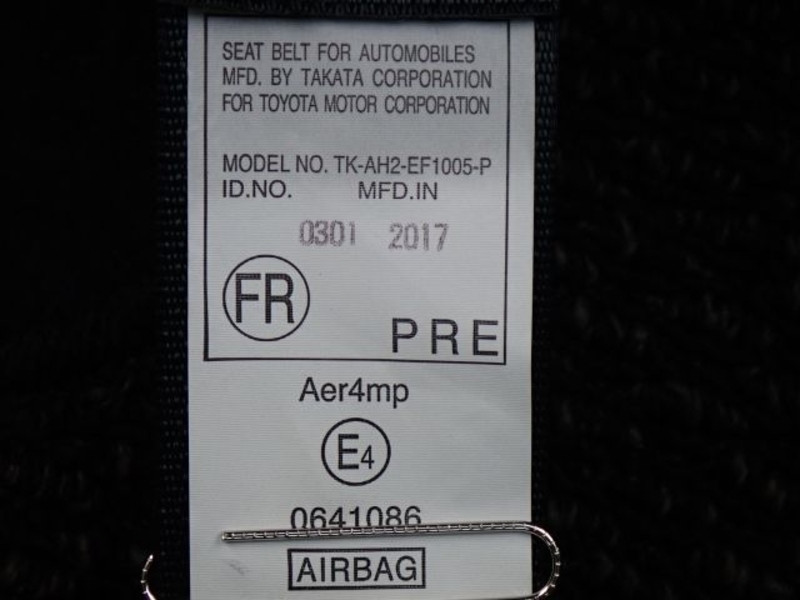 SEAT BELT FOR AUTOMOBILES
MFD. BY TAKATA CORPORATION
FOR TOYOTA MOTOR CORPORATION
MODEL NO. TK-AH2-EF1005-P
ID.NO. MFD.IN
0301 2017
FR
PRE
Aer4mp
E4
0641086
AIRBAG